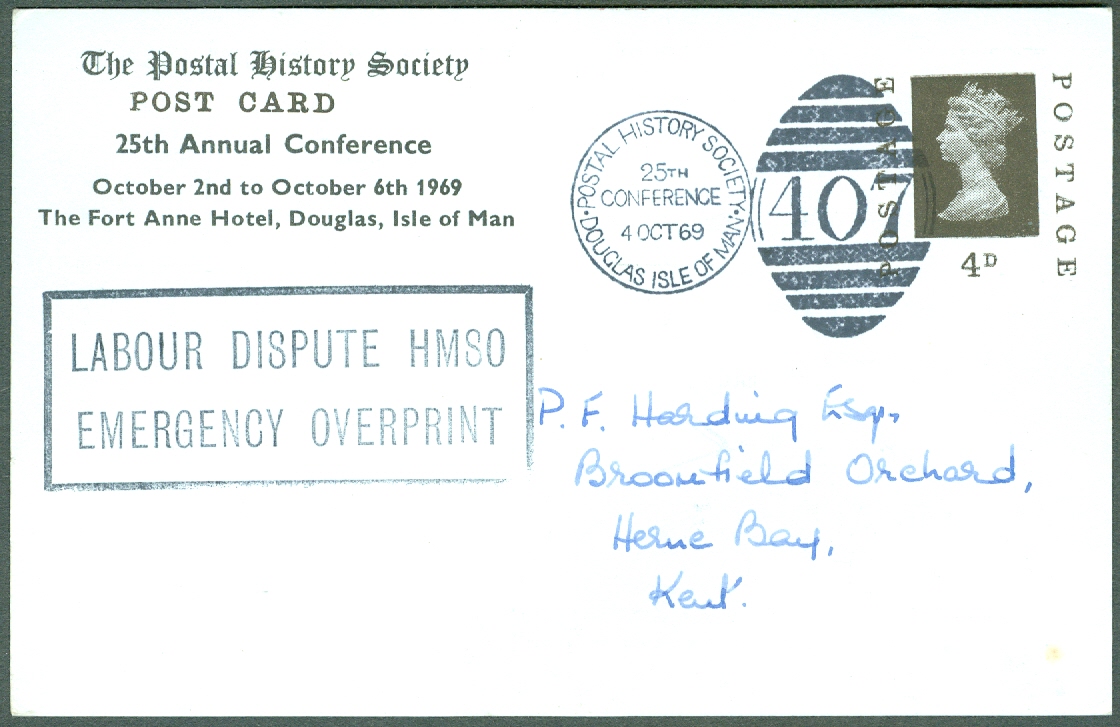 The Postal History Society
POST CARD
25th Annual Conference
October 2nd to October 6th 1969
The Fort Anne Hotel, Douglas, Isle of Man
POSTAL HISTORY SOCIETY
25TH
CONFERENCE
4 OCT 69
DOUGLAS ISLE OF MAN
407
POSTAGE
POSTAGE
4D
LABOUR DISPUTE HMSO
EMERGENCY OVERPRINT
P. F. Harding Esq,
Broomfield Orchard,
Herne Bay,
Kent.